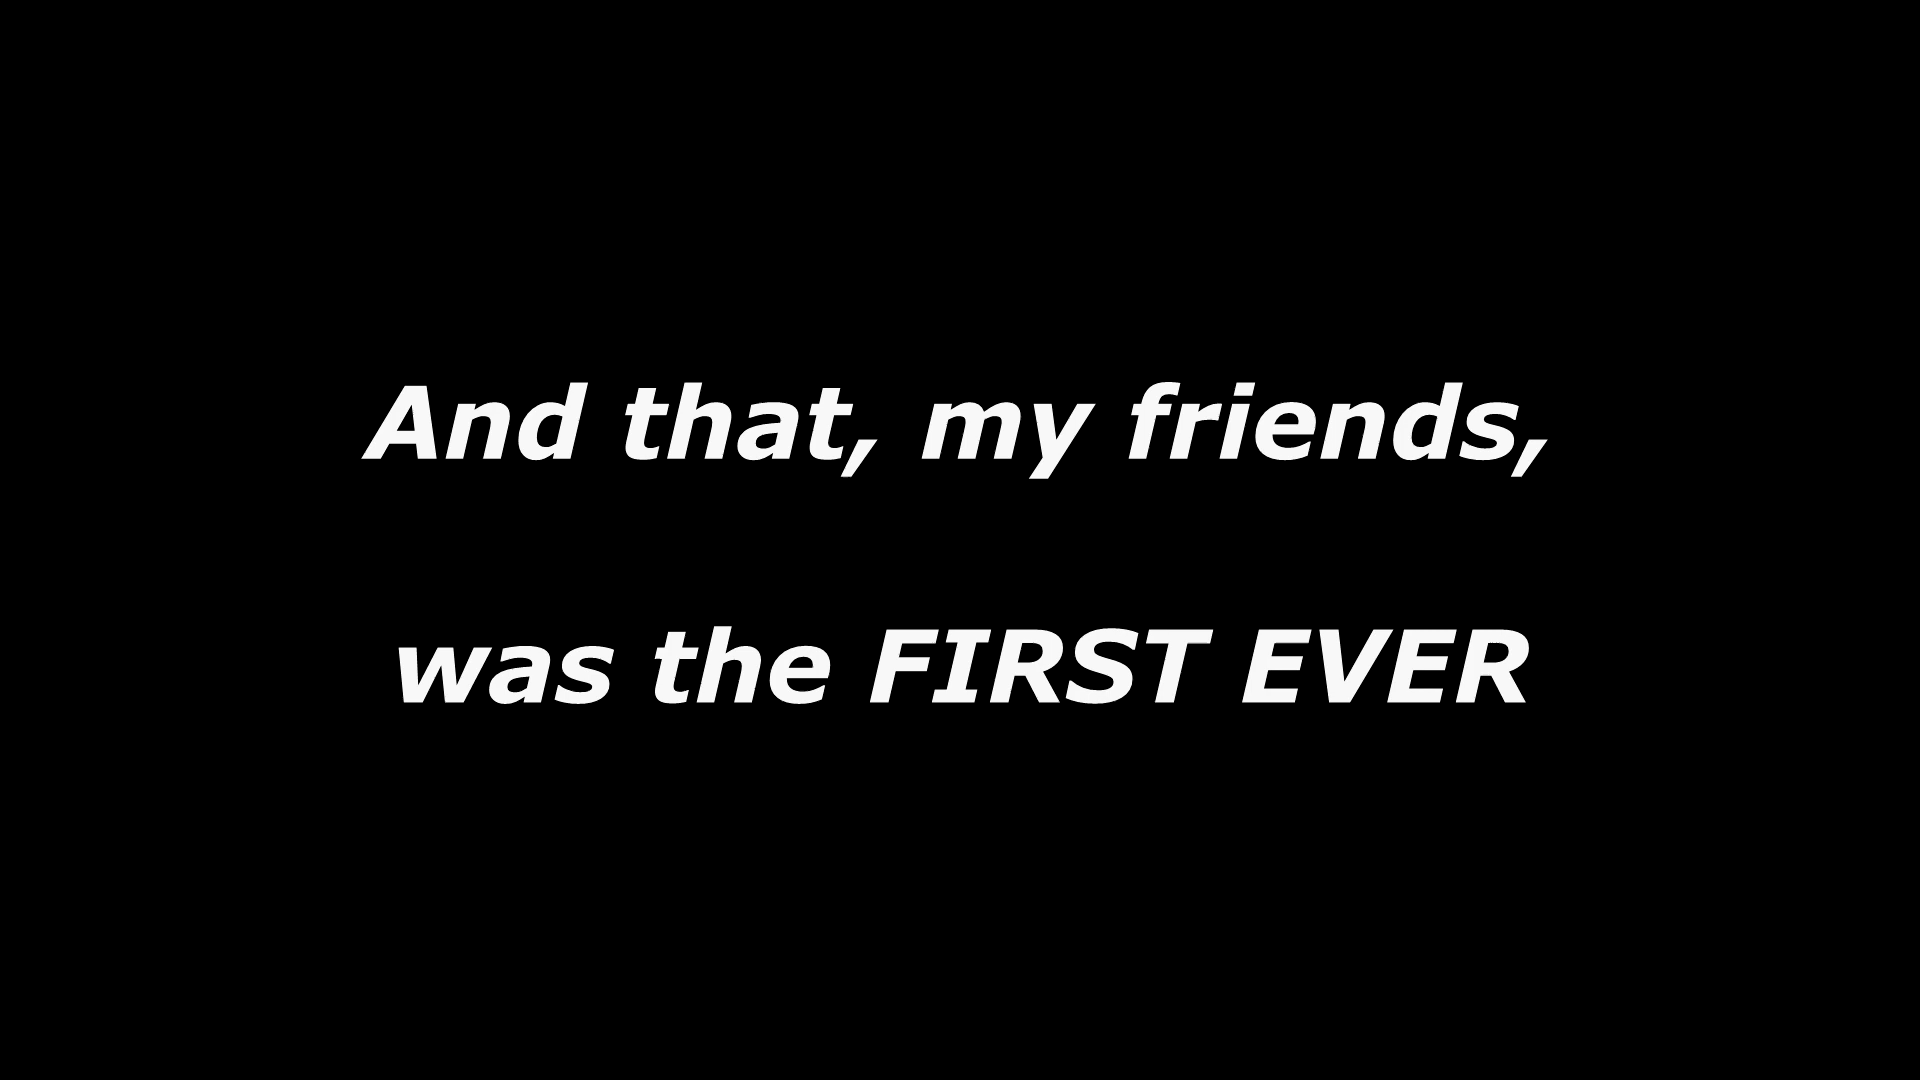 And that, my friends,
was the FIRST EVER